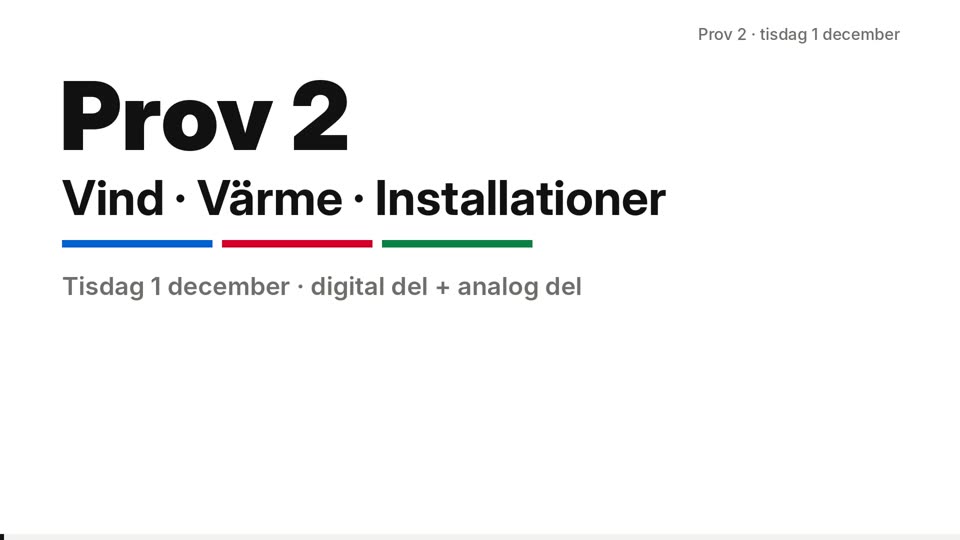 Prov 2 · tisdag 1 december
Prov 2
Vind · Värme · Installationer
Tisdag 1 december · digital del + analog del